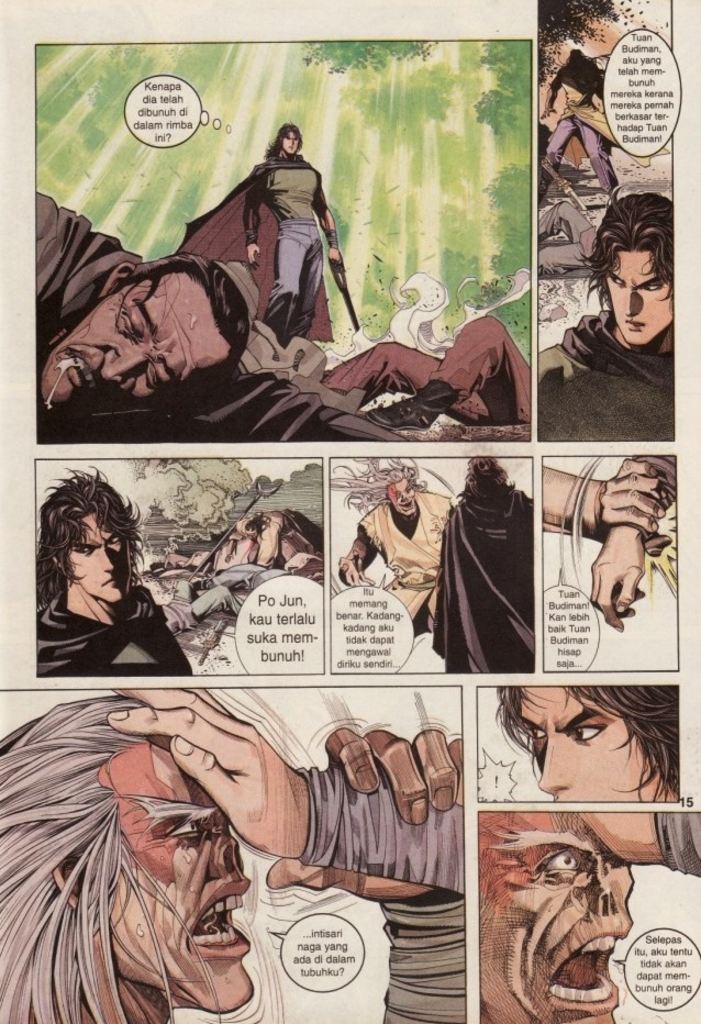 Kenapa
dia telah
dibunuh di
dalam rimba
ini?
Tuan
Budiman,
aku yang
telah mem-
bunuh
mereka kerana
mereka pernah
berkasar ter-
hadap Tuan
Budiman!
Po Jun,
kau terlalu
suka mem-
bunuh!
Itu
memang
benar. Kadang-
kadang aku
tidak dapat
mengawal
diriku sendiri...
Tuan
Budiman!
Kan lebih
baik Tuan
Budiman
hisap
saja...
...intisari
naga yang
ada di dalam
tubuhku?
!
15
Selepas
itu, aku tentu
tidak akan
dapat mem-
bunuh orang
lagi!